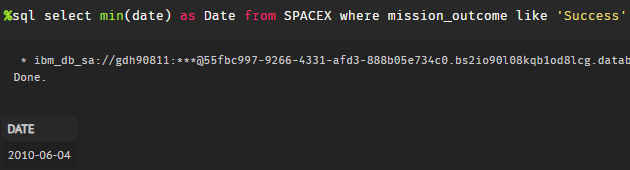 %sql select min(date) as Date from SPACEX where mission_outcome like 'Success'
* ibm_db_sa://gdh90811:***@55fbc997-9266-4331-afd3-888b05e734c0.bs2io90l08kqb1od8lcg.datab
Done.
DATE
2010-06-04